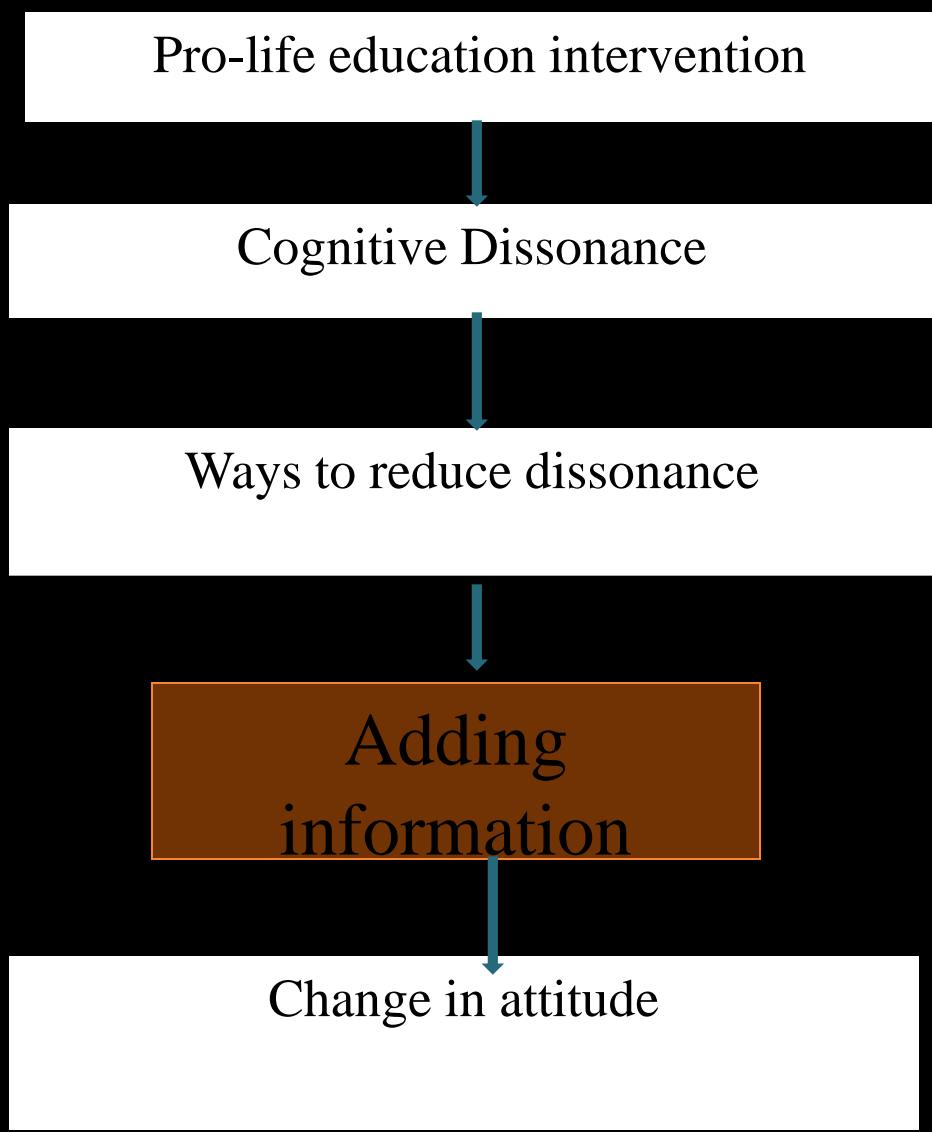 Pro-life education intervention
Cognitive Dissonance
Ways to reduce dissonance
Adding
information
Change in attitude